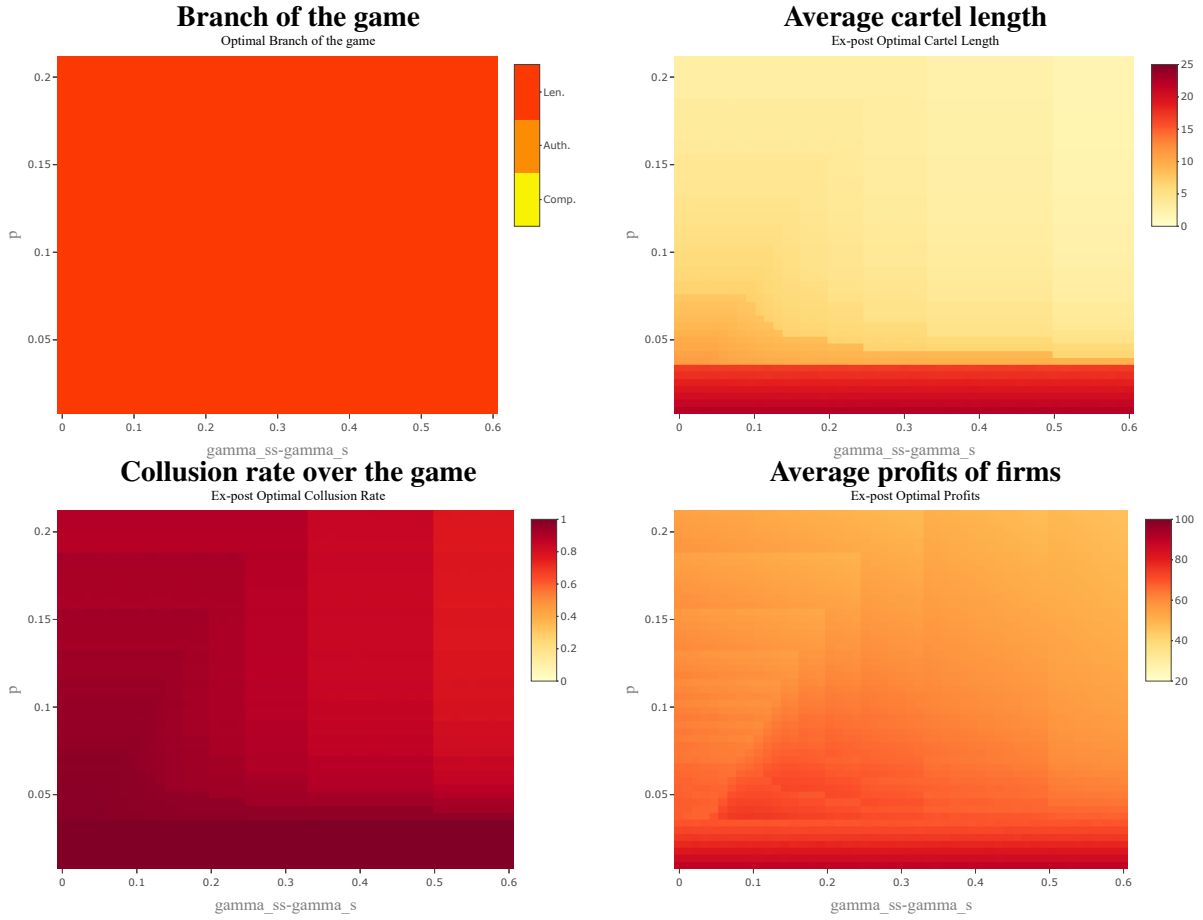 Branch of the game
Optimal Branch of the game
0.2
0.15
0.1
0.05
p
0 0.1 0.2 0.3 0.4 0.5 0.6
gamma_ss-gamma_s
Len.
Auth.
Comp.
Average cartel length
Ex-post Optimal Cartel Length
0.2
0.15
0.1
0.05
p
0 0.1 0.2 0.3 0.4 0.5 0.6
gamma_ss-gamma_s
25
20
15
10
5
0
Collusion rate over the game
Ex-post Optimal Collusion Rate
0.2
0.15
0.1
0.05
p
0 0.1 0.2 0.3 0.4 0.5 0.6
gamma_ss-gamma_s
1
0.8
0.6
0.4
0.2
0
Average profits of firms
Ex-post Optimal Profits
0.2
0.15
0.1
0.05
p
0 0.1 0.2 0.3 0.4 0.5 0.6
gamma_ss-gamma_s
100
80
60
40
20